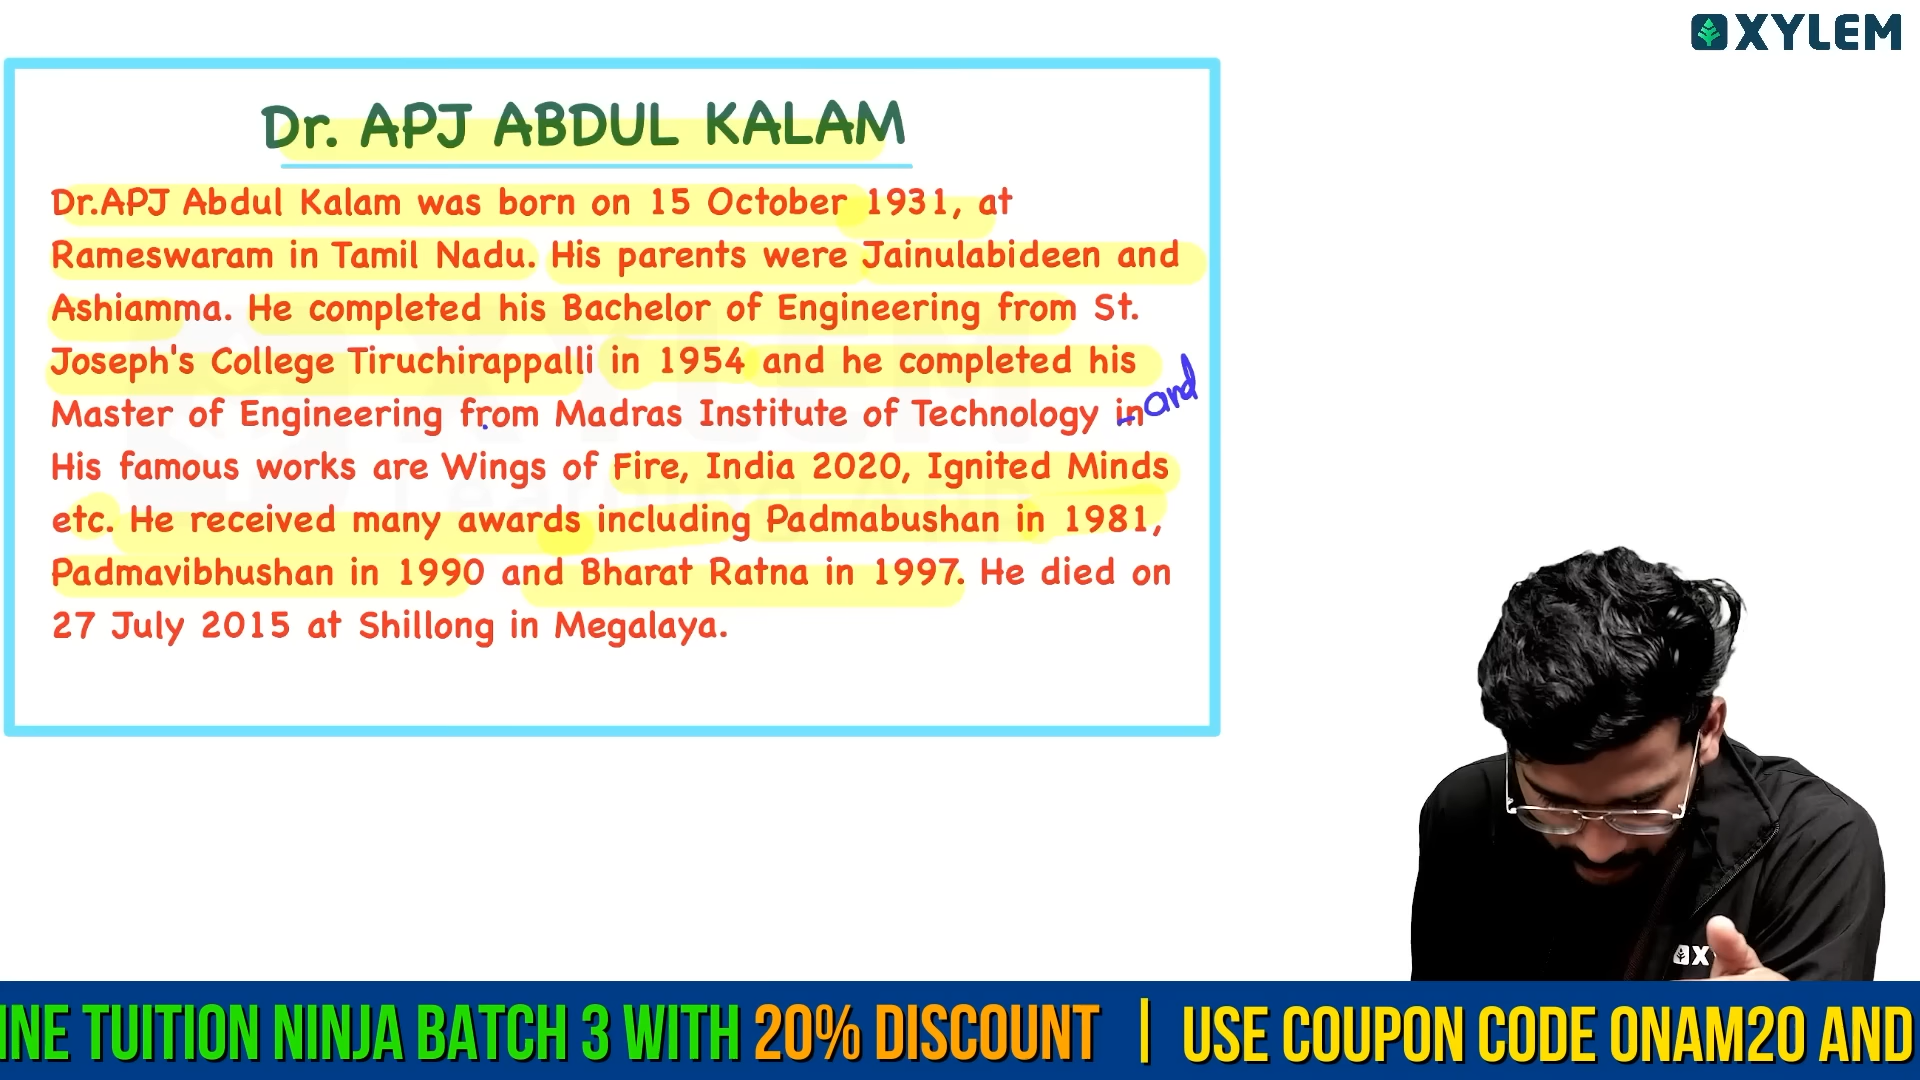 XYLEM
Dr. APJ ABDUL KALAM
Dr.APJ Abdul Kalam was born on 15 October 1931, at
Rameswaram in Tamil Nadu. His parents were Jainulabideen and
Ashiamma. He completed his Bachelor of Engineering from St.
Joseph's College Tiruchirappalli in 1954 and he completed his
Master of Engineering from Madras Institute of Technology in and
His famous works are Wings of Fire, India 2020, Ignited Minds
etc. He received many awards including Padmabushan in 1981,
Padmavibhushan in 1990 and Bharat Ratna in 1997. He died on
27 July 2015 at Shillong in Megalaya.
X
INE TUITION NINJA BATCH 3 WITH 20% DISCOUNT | USE COUPON CODE ONAM20 AND